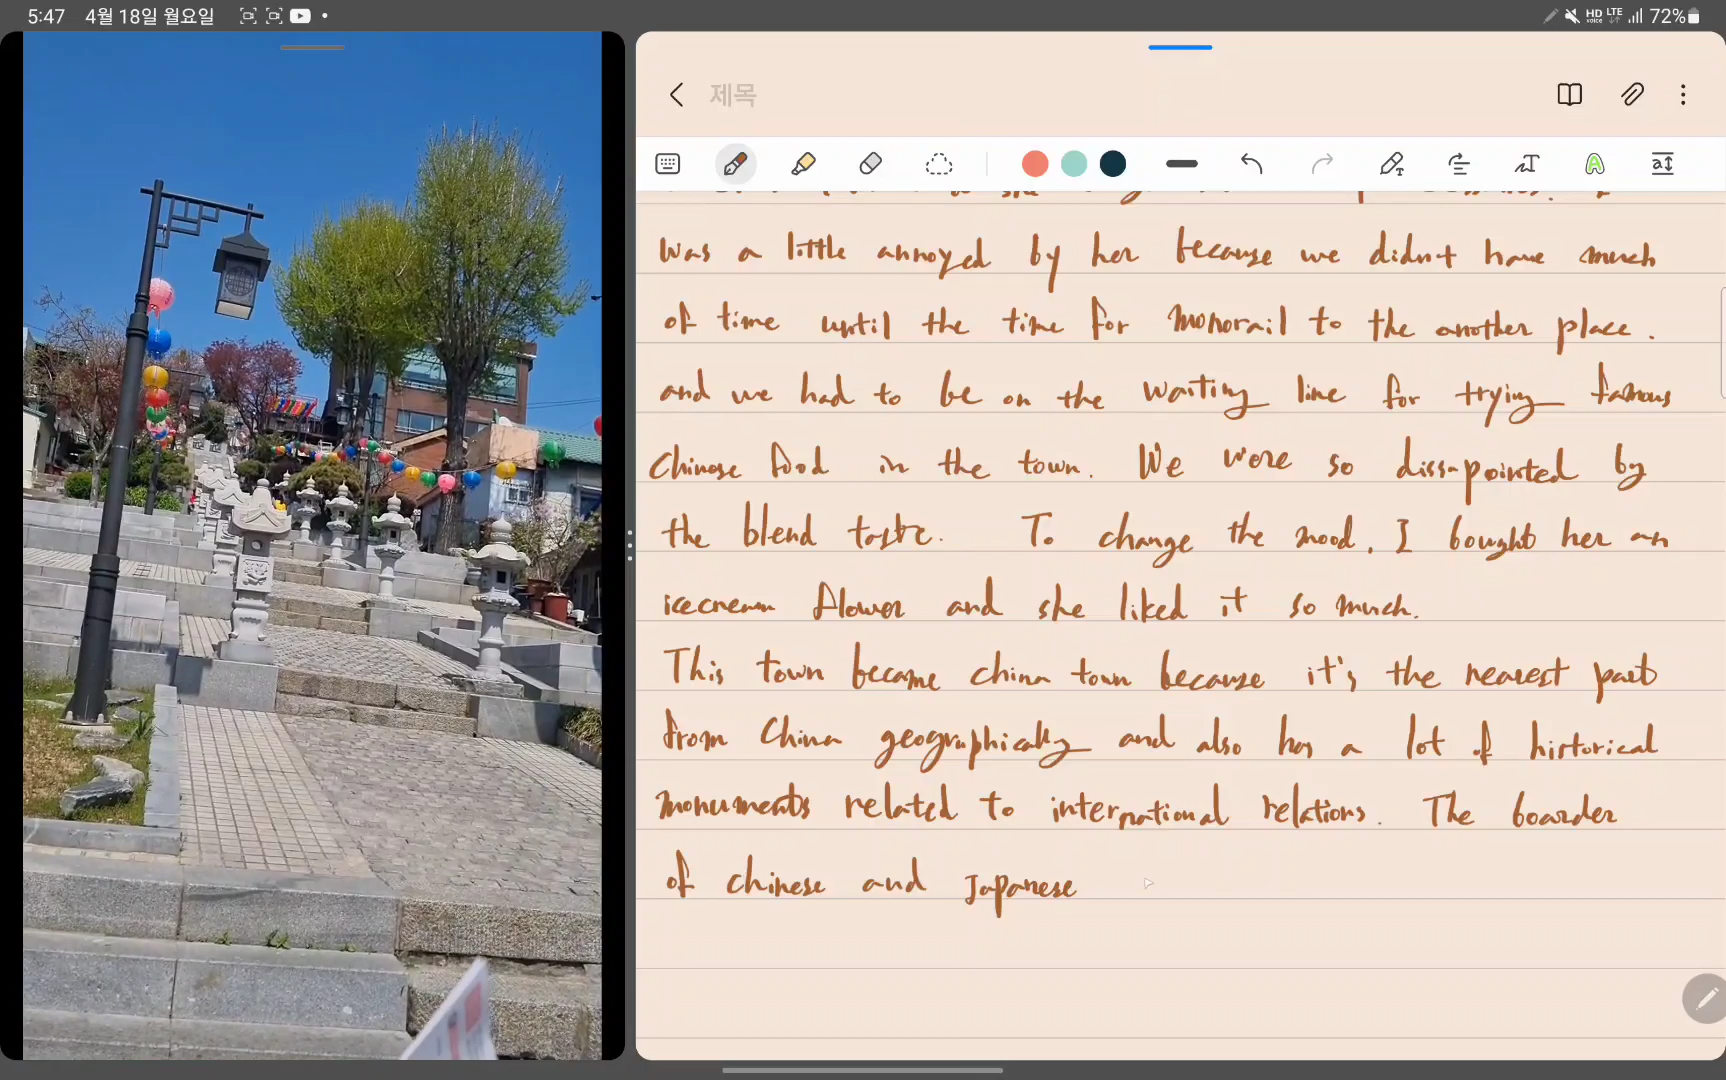 5:47 4월 18일 월요일 HD voice LTE 72%
제목
was a little annoyed by her because we didn't have much
of time until the time for monorail to the another place.
and we had to be on the waiting line for trying famous
Chinese food in the town. We were so dissapointed by
the blend taste. To change the mood, I bought her an
icecream flower and she liked it so much.
This town became china town because it's the nearest part
from China geographically and also has a lot of historical
monuments related to international relations. The boarder
of chinese and Japanese